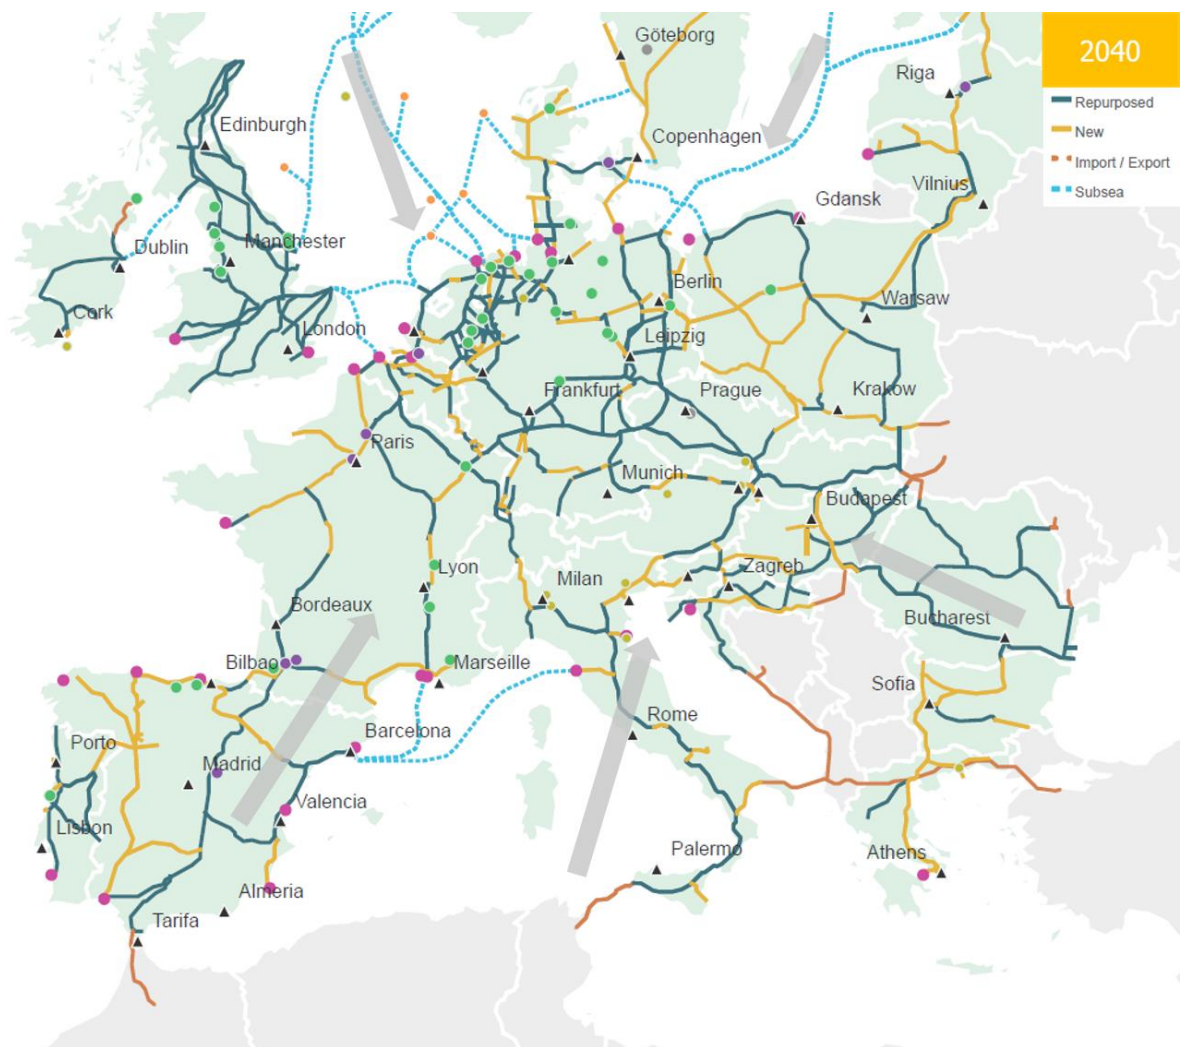 Göteborg
2040
Riga
Repurposed
Edinburgh
New
Copenhagen
Import / Export
Vilnius
Subsea
Gdansk
Dublin
Manchester
Berlin
Warsaw
Cork
London
Leipzig
Frankfurt
Prague
Krakow
Paris
Munich
Budapest
Lyon
Milan
Zagreb
Bordeaux
Bucharest
Bilbao
Marseille
Sofia
Rome
Barcelona
Porto
Madrid
Valencia
Lisbon
Palermo
Athens
Almeria
Tarifa